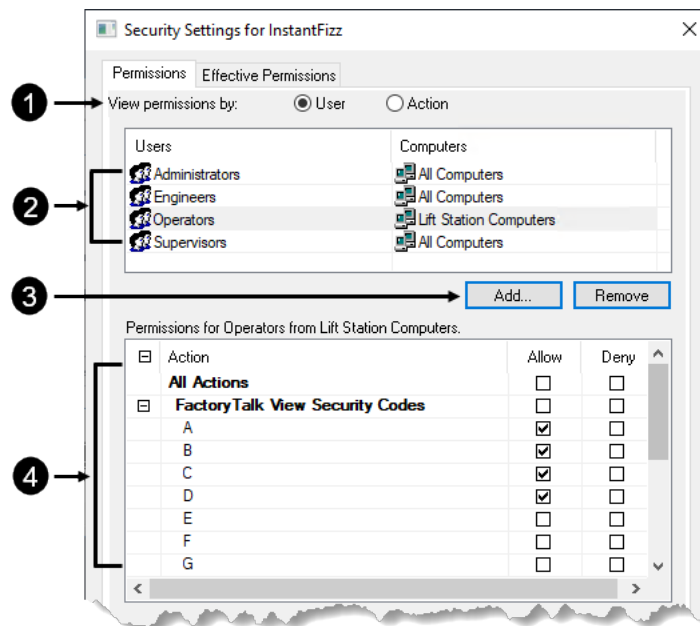 Security Settings for InstantFizz
Permissions Effective Permissions
1 View permissions by: User Action
Users Computers
Administrators All Computers
2 Engineers All Computers
Operators Lift Station Computers
Supervisors All Computers
3 Add... Remove
Permissions for Operators from Lift Station Computers.
Action Allow Deny
All Actions
FactoryTalk View Security Codes
A
B
4 C
D
E
F
G